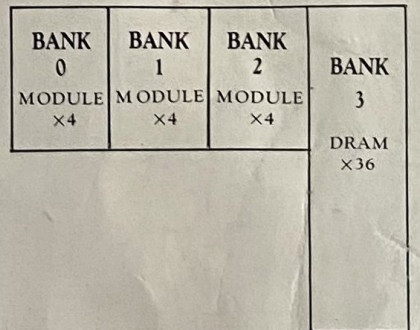 BANK
0
MODULE
×4
BANK
1
MODULE
×4
BANK
2
MODULE
×4
BANK
3
DRAM
×36